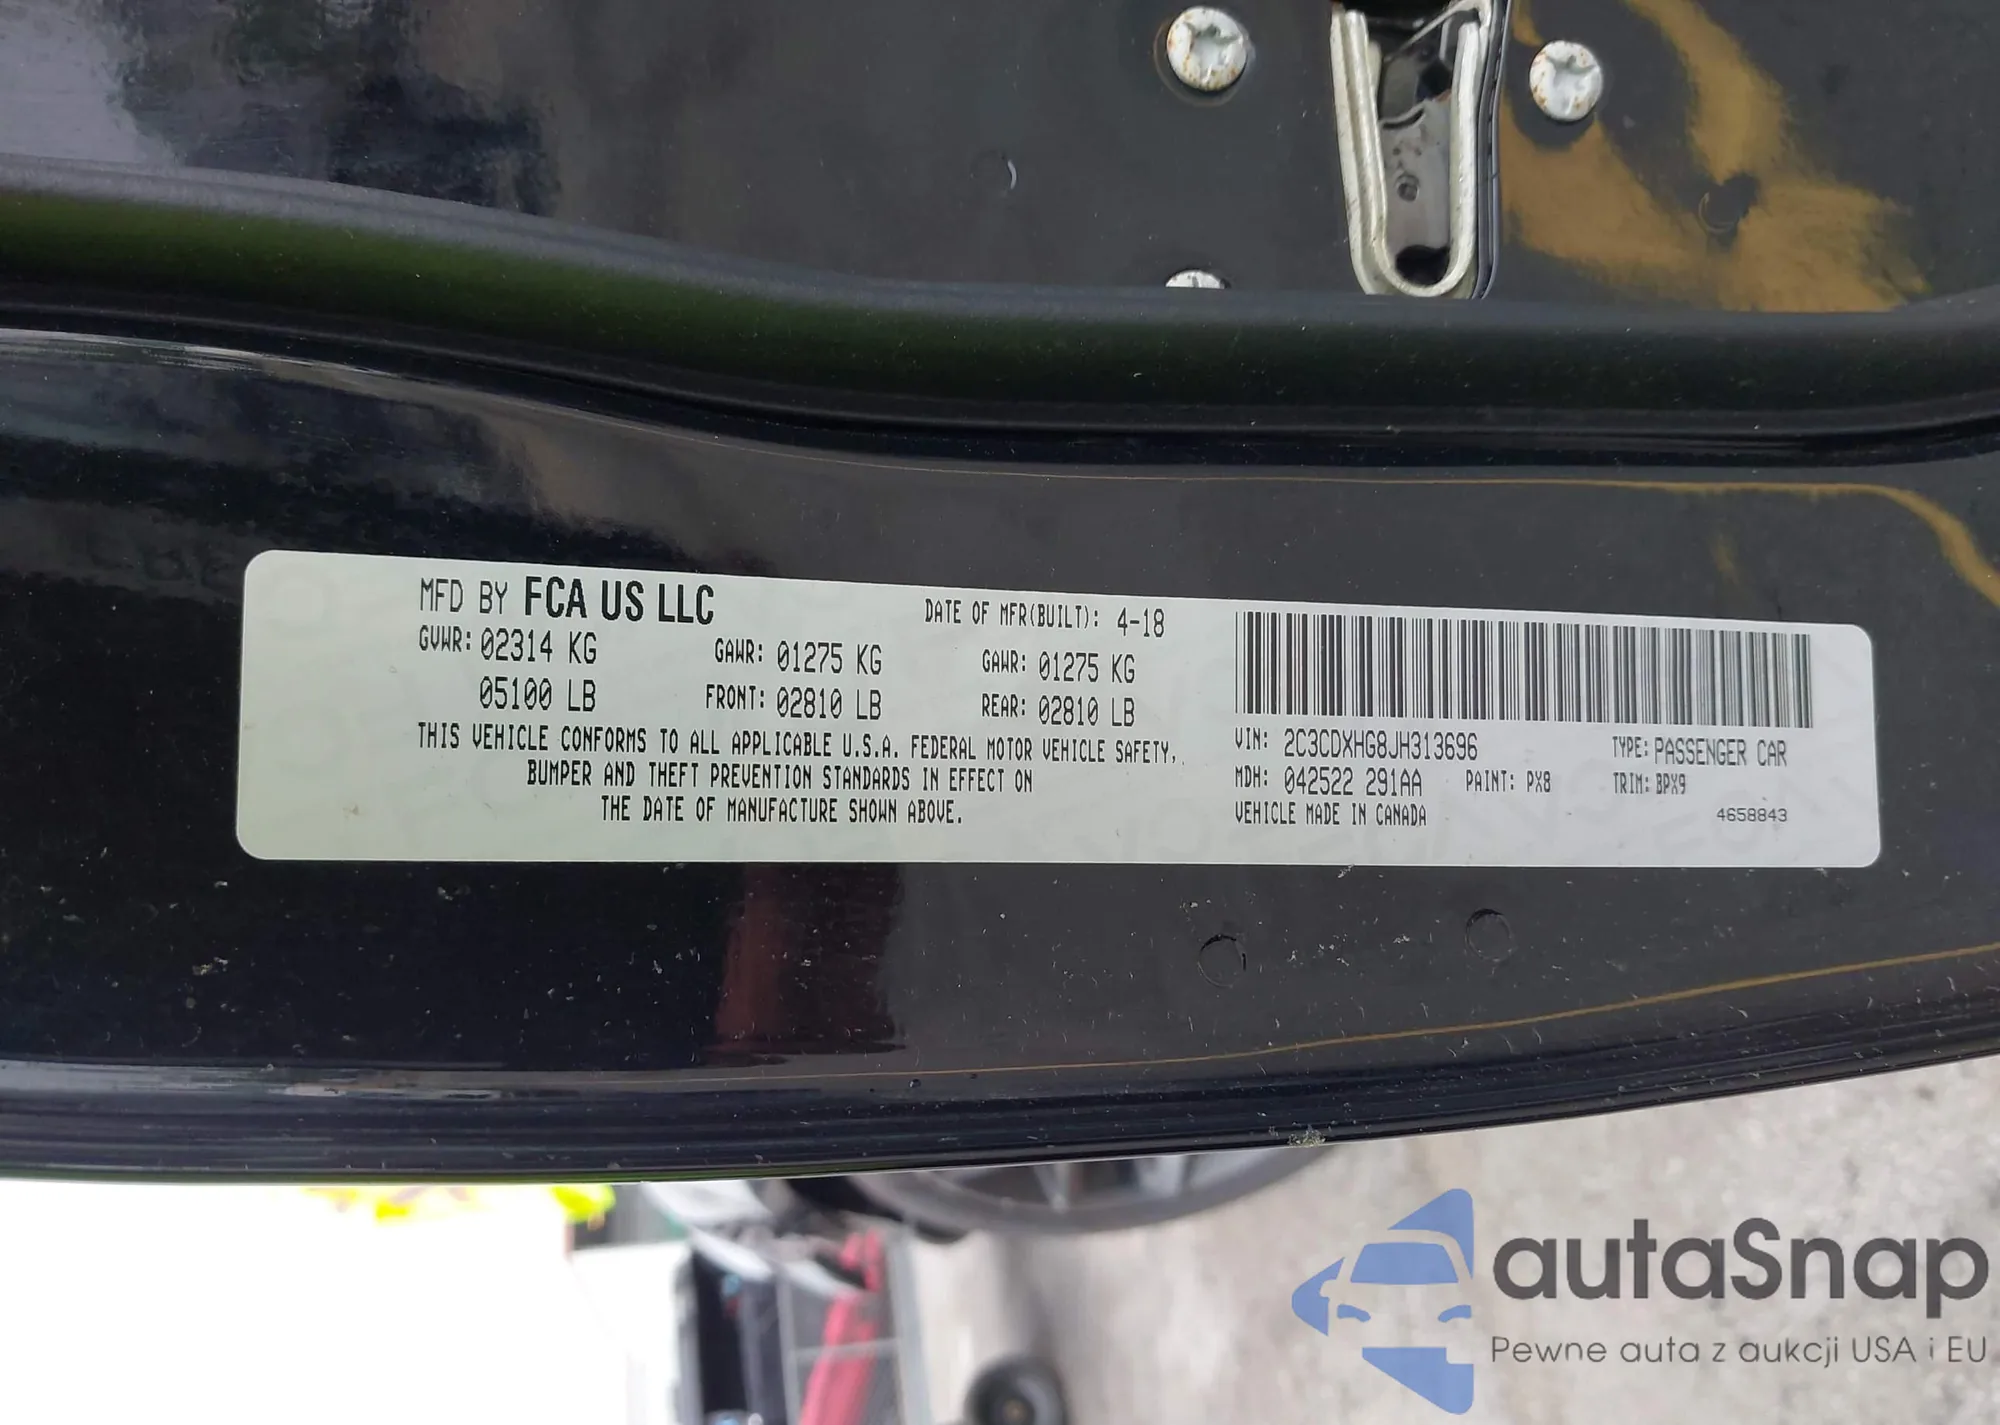 MFD BY FCA US LLC DATE OF MFR(BUILT): 4-18
GVWR: 02314 KG GAWR: 01275 KG GAWR: 01275 KG
05100 LB FRONT: 02810 LB REAR: 02810 LB
THIS VEHICLE CONFORMS TO ALL APPLICABLE U.S.A. FEDERAL MOTOR VEHICLE SAFETY,
BUMPER AND THEFT PREVENTION STANDARDS IN EFFECT ON
THE DATE OF MANUFACTURE SHOWN ABOVE.
VIN: 2C3CDXHG8JH313696 TYPE: PASSENGER CAR
MDH: 042522 291AA PAINT: PX8 TRIM: BPX9
VEHICLE MADE IN CANADA 4658843
autaSnap
Pewne auta z aukcji USA i EU